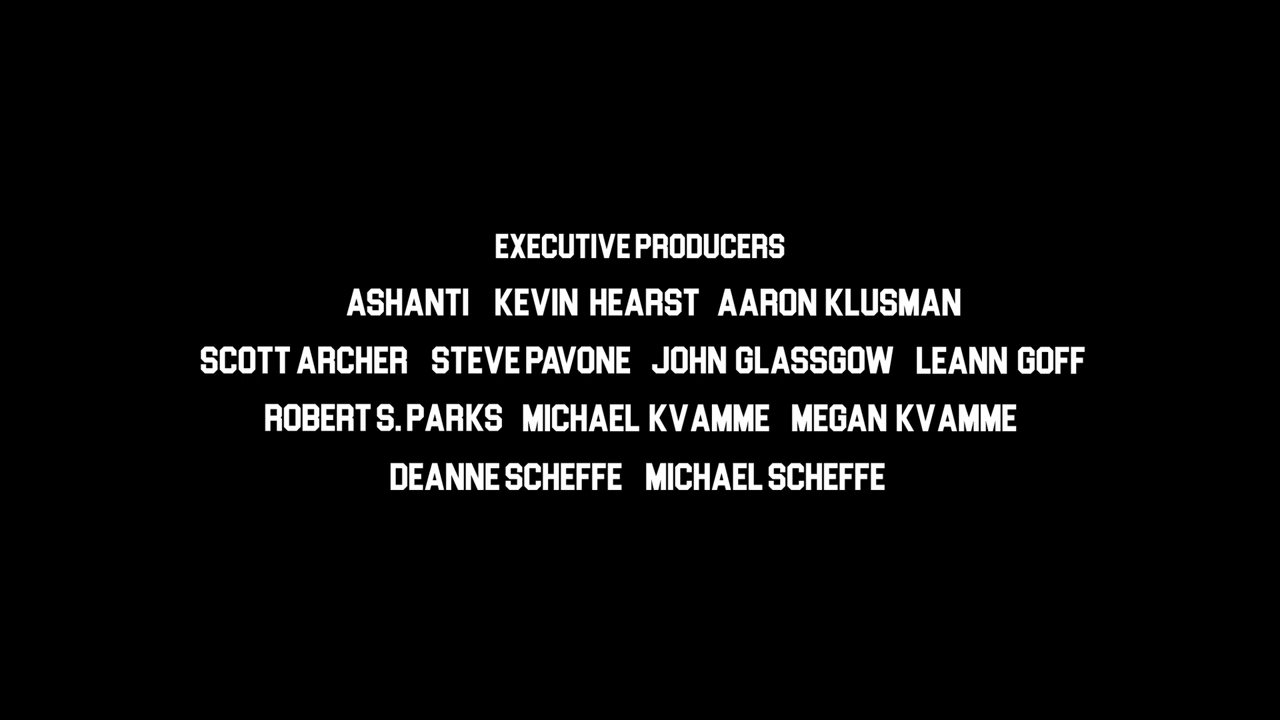 EXECUTIVE PRODUCERS
ASHANTI KEVIN HEARST AARON KLUSMAN
SCOTT ARCHER STEVE PAVONE JOHN GLASSGOW LEANN GOFF
ROBERT S. PARKS MICHAEL KVAMME MEGAN KVAMME
DEANNE SCHEFFE MICHAEL SCHEFFE